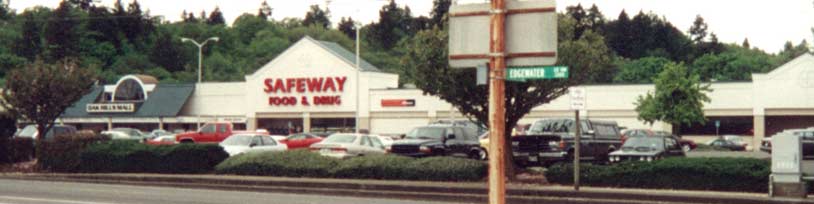 OAK HILLS MALL
SAFEWAY
FOOD & DRUG
EDGEWATER